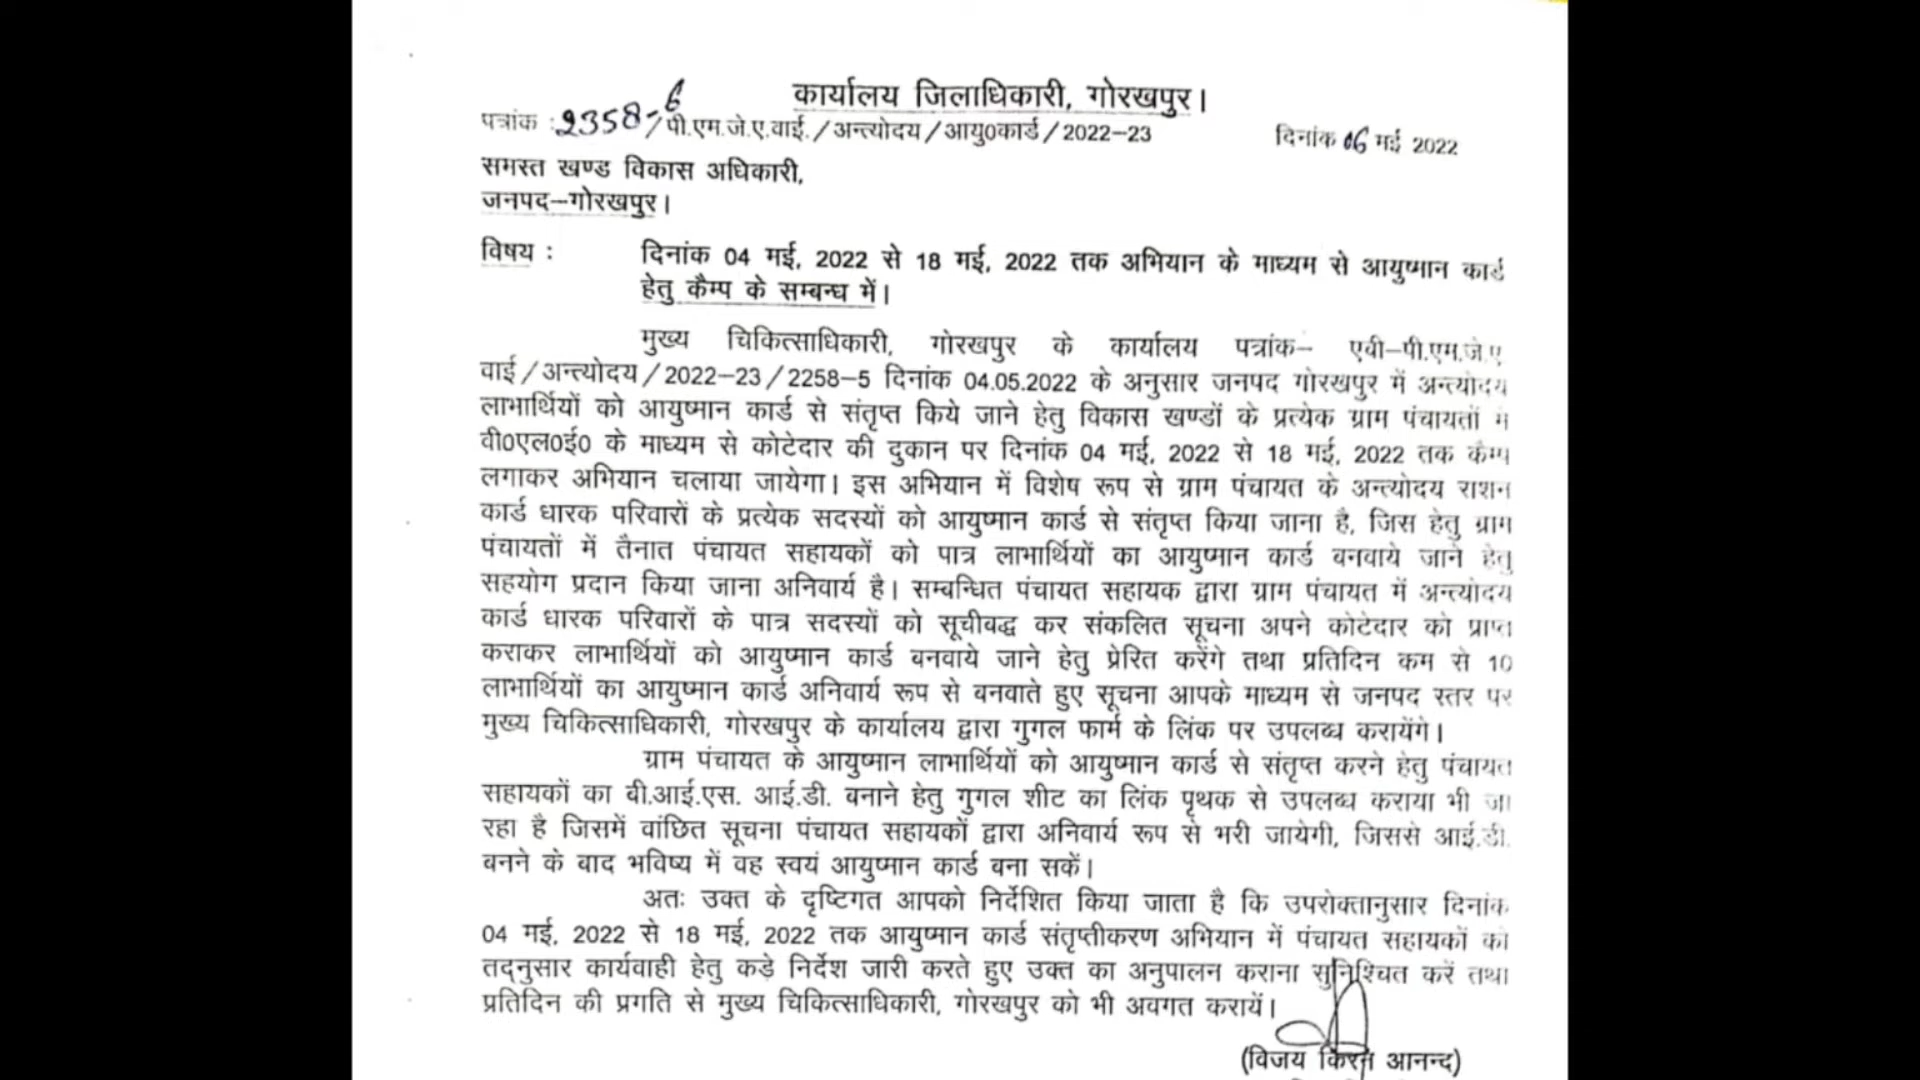 कार्यालय जिलाधिकारी, गोरखपुर।
पत्रांक :2358-6/पी.एम.जे.ए.वाई./अन्त्योदय/आयु0कार्ड/2022-23 दिनांक 06 मई 2022
समस्त खण्ड विकास अधिकारी,
जनपद-गोरखपुर।
विषय : दिनांक 04 मई, 2022 से 18 मई, 2022 तक अभियान के माध्यम से आयुष्मान कार्ड
हेतु कैम्प के सम्बन्ध में।
मुख्य चिकित्साधिकारी, गोरखपुर के कार्यालय पत्रांक- एवी-पी.एम.जे.ए
वाई/अन्त्योदय/2022-23/2258-5 दिनांक 04.05.2022 के अनुसार जनपद गोरखपुर में अन्त्योदय
लाभार्थियों को आयुष्मान कार्ड से संतृप्त किये जाने हेतु विकास खण्डों के प्रत्येक ग्राम पंचायतों में
वी0एल0ई0 के माध्यम से कोटेदार की दुकान पर दिनांक 04 मई, 2022 से 18 मई, 2022 तक कैम्प
लगाकर अभियान चलाया जायेगा। इस अभियान में विशेष रूप से ग्राम पंचायत के अन्त्योदय राशन
कार्ड धारक परिवारों के प्रत्येक सदस्यों को आयुष्मान कार्ड से संतृप्त किया जाना है, जिस हेतु ग्राम
पंचायतों में तैनात पंचायत सहायकों को पात्र लाभार्थियों का आयुष्मान कार्ड बनवाये जाने हेतु
सहयोग प्रदान किया जाना अनिवार्य है। सम्बन्धित पंचायत सहायक द्वारा ग्राम पंचायत में अन्त्योदय
कार्ड धारक परिवारों के पात्र सदस्यों को सूचीबद्ध कर संकलित सूचना अपने कोटेदार को प्राप्त
कराकर लाभार्थियों को आयुष्मान कार्ड बनवाये जाने हेतु प्रेरित करेंगे तथा प्रतिदिन कम से 10
लाभार्थियों का आयुष्मान कार्ड अनिवार्य रूप से बनवाते हुए सूचना आपके माध्यम से जनपद स्तर पर
मुख्य चिकित्साधिकारी, गोरखपुर के कार्यालय द्वारा गुगल फार्म के लिंक पर उपलब्ध करायेंगे।
ग्राम पंचायत के आयुष्मान लाभार्थियों को आयुष्मान कार्ड से संतृप्त करने हेतु पंचायत
सहायकों का बी.आई.एस. आई.डी. बनाने हेतु गुगल शीट का लिंक पृथक से उपलब्ध कराया भी जा
रहा है जिसमें वांछित सूचना पंचायत सहायकों द्वारा अनिवार्य रूप से भरी जायेगी, जिससे आई.डी.
बनने के बाद भविष्य में वह स्वयं आयुष्मान कार्ड बना सकें।
अतः उक्त के दृष्टिगत आपको निर्देशित किया जाता है कि उपरोक्तानुसार दिनांक
04 मई, 2022 से 18 मई, 2022 तक आयुष्मान कार्ड संतृप्तीकरण अभियान में पंचायत सहायकों को
तद्नुसार कार्यवाही हेतु कड़े निर्देश जारी करते हुए उक्त का अनुपालन कराना सुनिश्चित करें तथा
प्रतिदिन की प्रगति से मुख्य चिकित्साधिकारी, गोरखपुर को भी अवगत करायें।
(विजय किरन आनन्द)